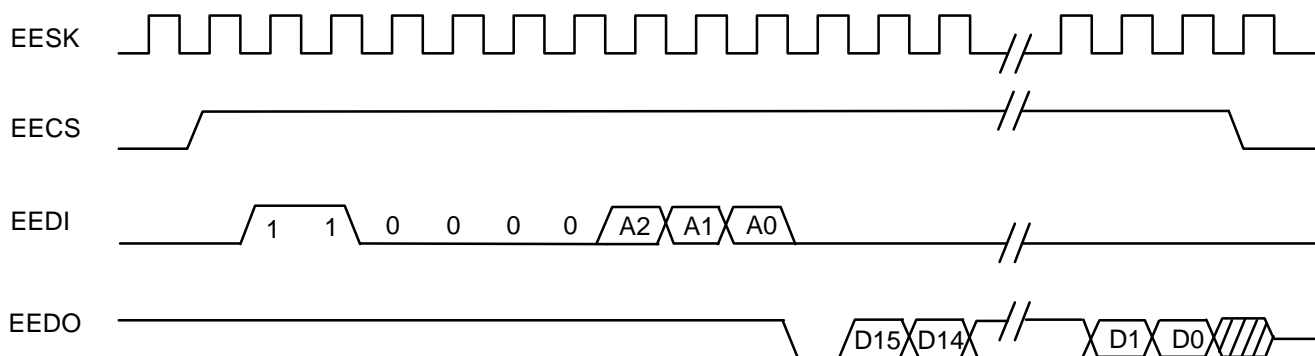 EESK
EECS
EEDI 1 1 0 0 0 0 A2 A1 A0
EEDO D15 D14 D1 D0